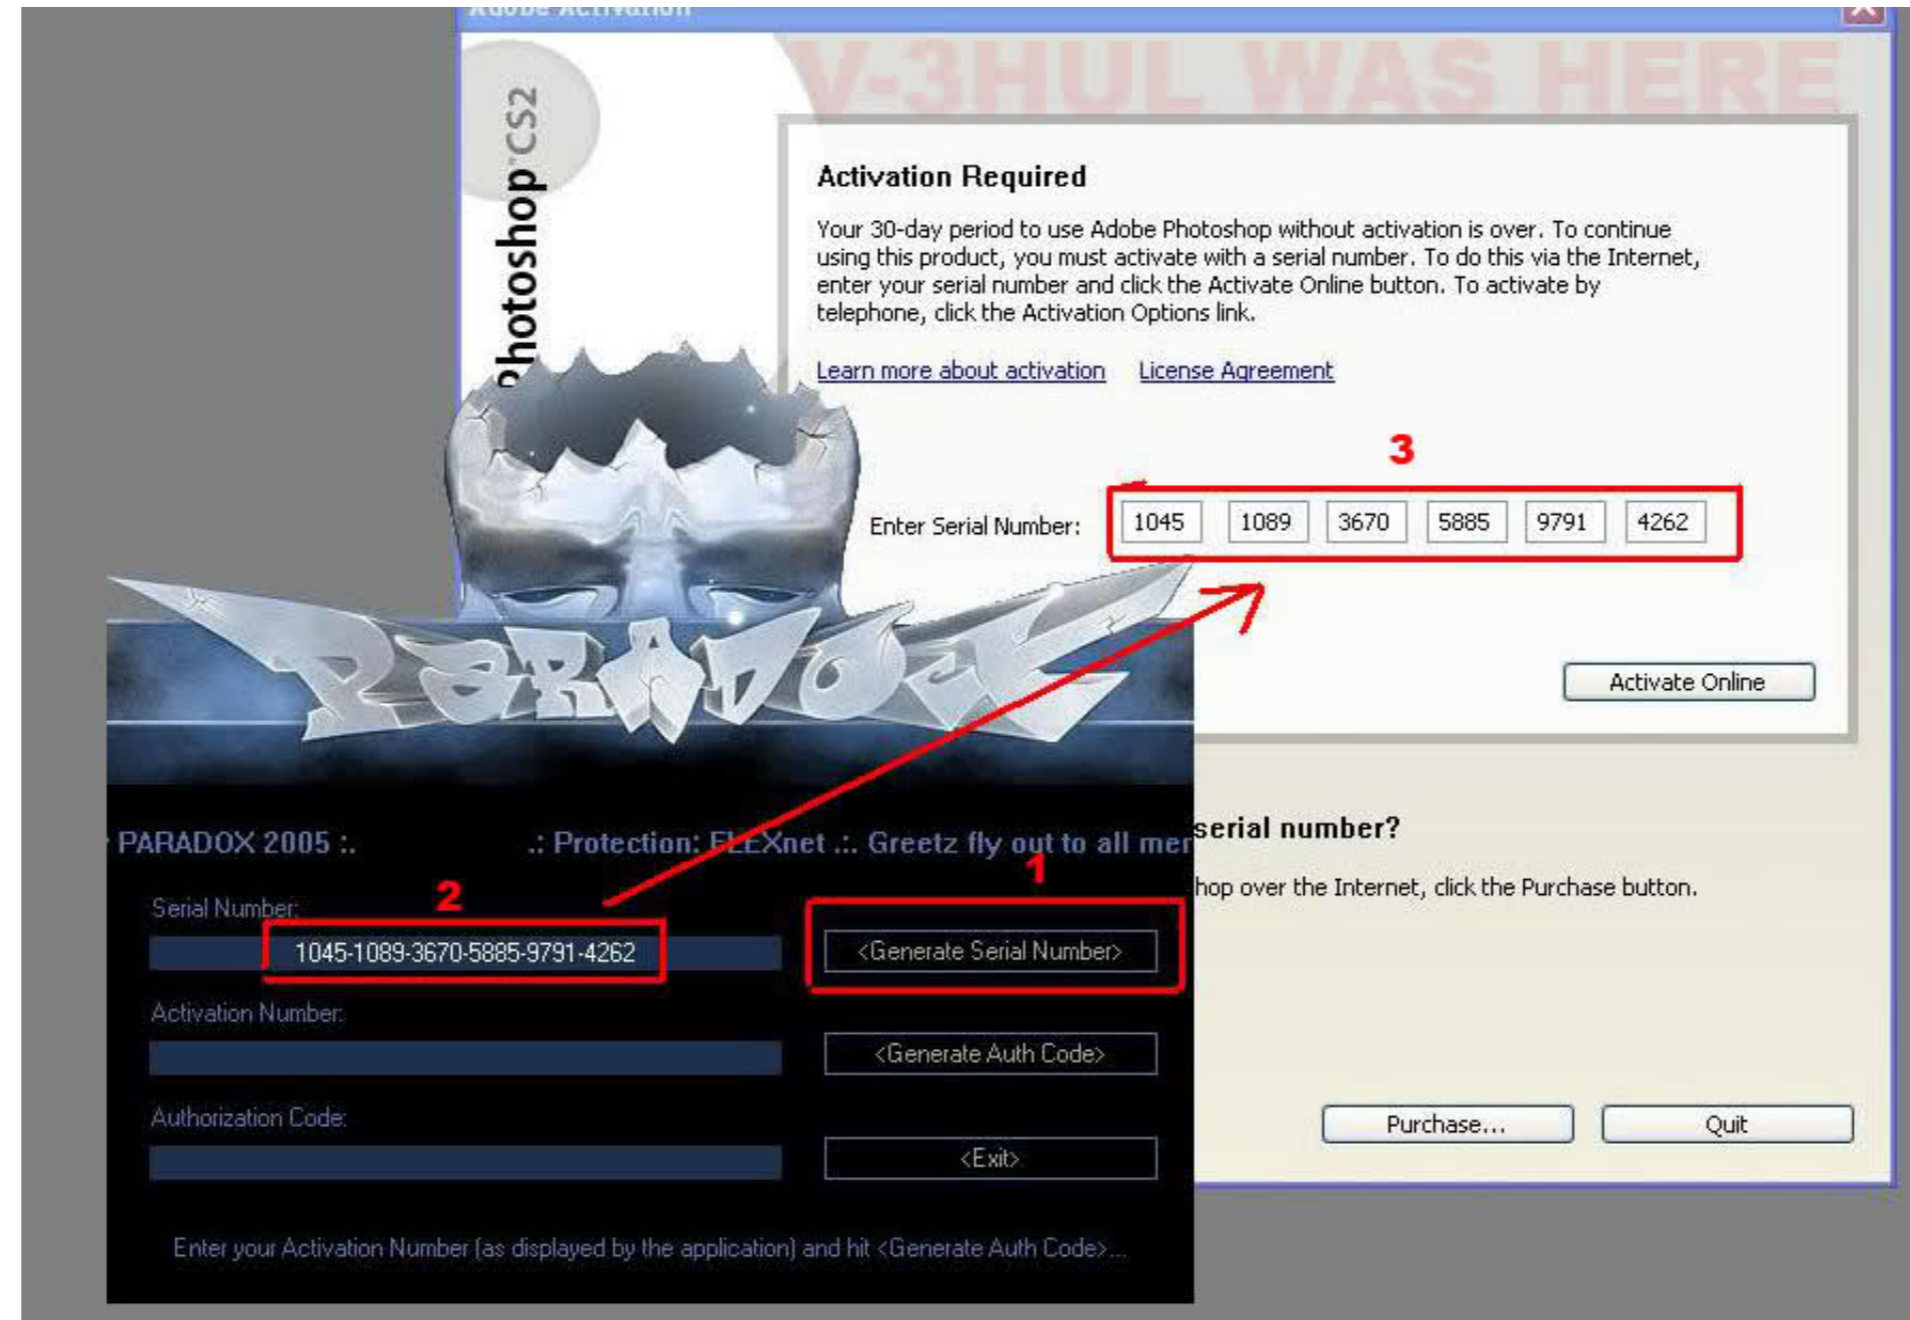 Adobe Activation
V-3HUL WAS HERE
photoshop CS2
Activation Required
Your 30-day period to use Adobe Photoshop without activation is over. To continue
using this product, you must activate with a serial number. To do this via the Internet,
enter your serial number and click the Activate Online button. To activate by
telephone, click the Activation Options link.
Learn more about activation License Agreement
3
Enter Serial Number: 1045 1089 3670 5885 9791 4262
PARADOX
Activate Online
serial number?
hop over the Internet, click the Purchase button.
Purchase... Quit
PARADOX 2005 :. .: Protection: FLEXnet .:. Greetz fly out to all mer
2
1
Serial Number:
1045-1089-3670-5885-9791-4262 <Generate Serial Number>
Activation Number:
<Generate Auth Code>
Authorization Code:
<Exit>
Enter your Activation Number (as displayed by the application) and hit <Generate Auth Code>...